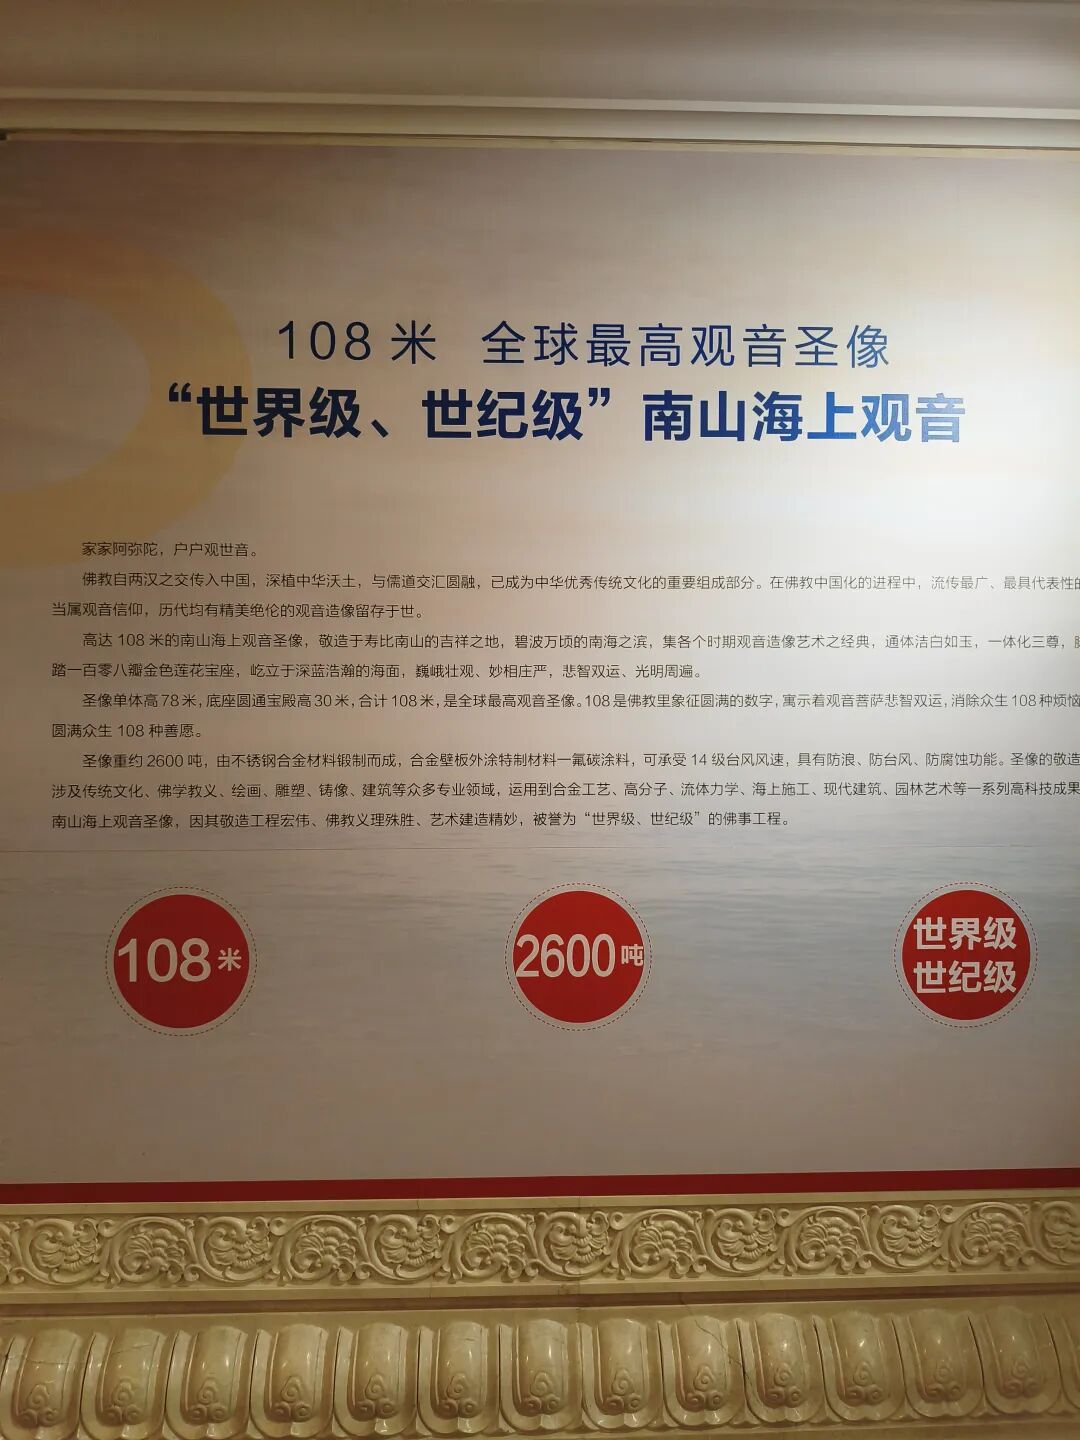 108 米 全球最高观音圣像
“世界级、世纪级”南山海上观音
家家阿弥陀，户户观世音。
佛教自两汉之交传入中国，深植中华沃土，与儒道交汇圆融，已成为中华优秀传统文化的重要组成部分。在佛教中国化的进程中，流传最广、最具代表性的
当属观音信仰，历代均有精美绝伦的观音造像留存于世。
高达 108 米的南山海上观音圣像，敬造于寿比南山的吉祥之地，碧波万顷的南海之滨，集各个时期观音造像艺术之经典，通体洁白如玉，一体化三尊，
踏一百零八瓣金色莲花宝座，屹立于深蓝浩瀚的海面，巍峨壮观、妙相庄严，悲智双运、光明周遍。
圣像单体高 78 米，底座圆通宝殿高 30 米，合计 108 米，是全球最高观音圣像。108 是佛教里象征圆满的数字，寓示着观音菩萨悲智双运，消除众生 108 种烦恼
圆满众生 108 种善愿。
圣像重约 2600 吨，由不锈钢合金材料锻制而成，合金壁板外涂特制材料一氟碳涂料，可承受 14 级台风风速，具有防浪、防台风、防腐蚀功能。圣像的敬造
涉及传统文化、佛学教义、绘画、雕塑、铸像、建筑等众多专业领域，运用到合金工艺、高分子、流体力学、海上施工、现代建筑、园林艺术等一系列高科技成果
南山海上观音圣像，因其敬造工程宏伟、佛教义理殊胜、艺术建造精妙，被誉为“世界级、世纪级”的佛事工程。
108 米
2600 吨
世界级
世纪级